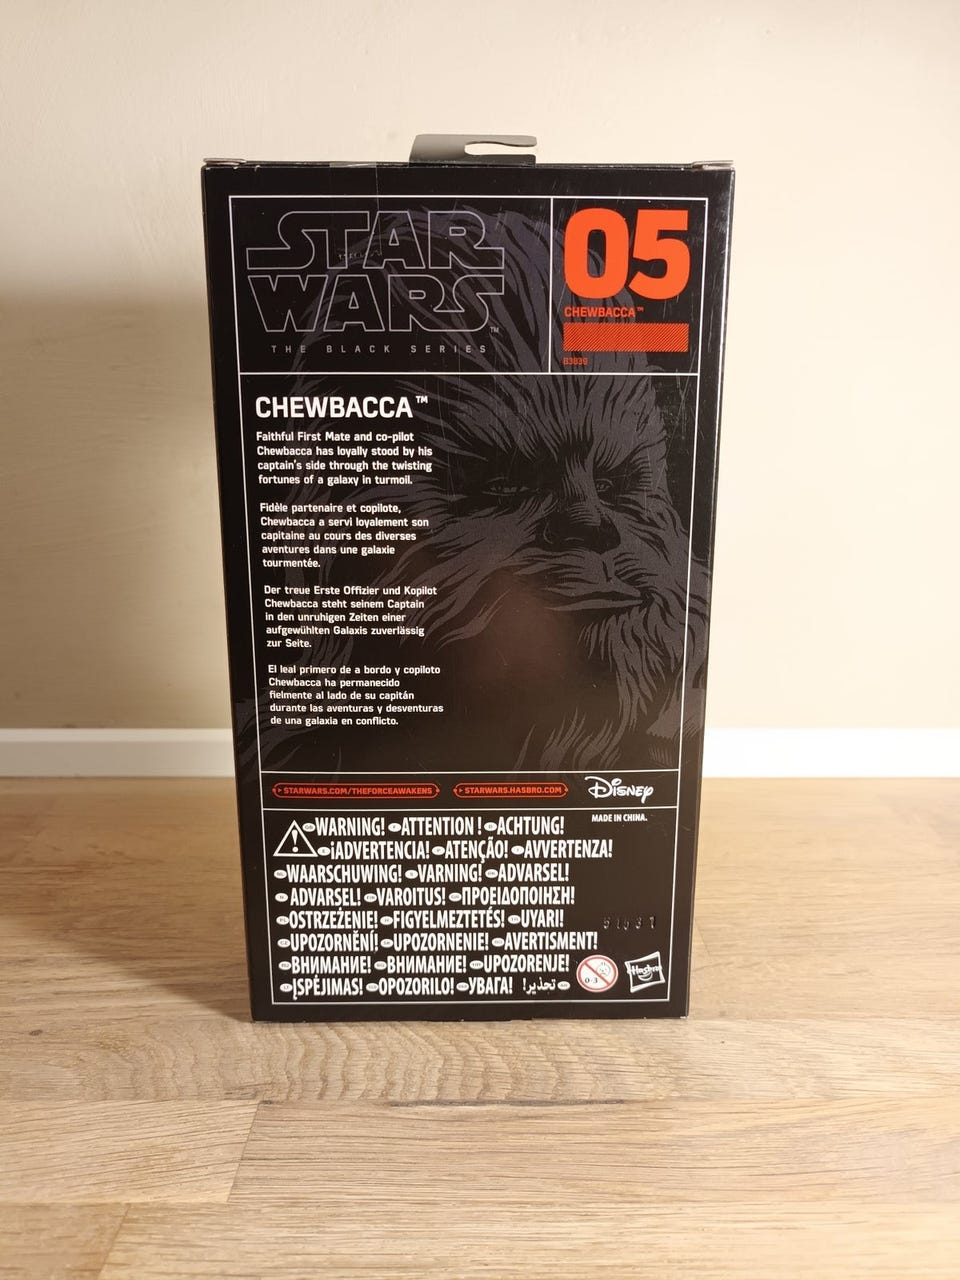 STAR
WARS™
THE BLACK SERIES
05
CHEWBACCA™
B3839
CHEWBACCA™
Faithful First Mate and co-pilot
Chewbacca has loyally stood by his
captain's side through the twisting
fortunes of a galaxy in turmoil.
Fidèle partenaire et copilote,
Chewbacca a servi loyalement son
capitaine au cours des diverses
aventures dans une galaxie
tourmentée.
Der treue Erste Offizier und Kopilot
Chewbacca steht seinem Captain
in den unruhigen Zeiten einer
aufgewühlten Galaxis zuverlässig
zur Seite.
El leal primero de a bordo y copiloto
Chewbacca ha permanecido
fielmente al lado de su capitán
durante las aventuras y desventuras
de una galaxia en conflicto.
STARWARS.COM/THEFORCEAWAKENS
STARWARS.HASBRO.COM
Disney
MADE IN CHINA.
WARNING! ATTENTION ! ACHTUNG!
¡ADVERTENCIA! ATENÇÃO! AVVERTENZA!
WAARSCHUWING! VARNING! ADVARSEL!
ADVARSEL! VAROITUS! ΠΡΟΕΙΔΟΠΟΙΗΣΗ!
OSTRZEŻENIE! FIGYELMEZTETÉS! UYARI!
UPOZORNĚNÍ! UPOZORNENIE! AVERTISMENT!
ВНИМАНИЕ! ВНИМАНИЕ! UPOZORENJE!
ĮSPĖJIMAS! OPOZORILO! УВАГА! تحذير!
51531
0-3
Hasbro